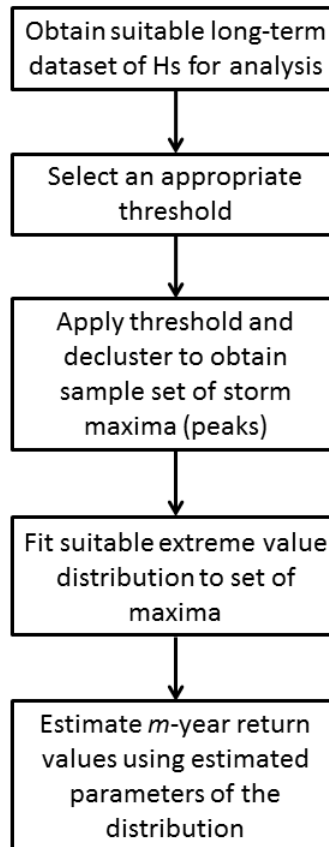 Obtain suitable long-term
dataset of Hs for analysis
Select an appropriate
threshold
Apply threshold and
decluster to obtain
sample set of storm
maxima (peaks)
Fit suitable extreme value
distribution to set of
maxima
Estimate m-year return
values using estimated
parameters of the
distribution